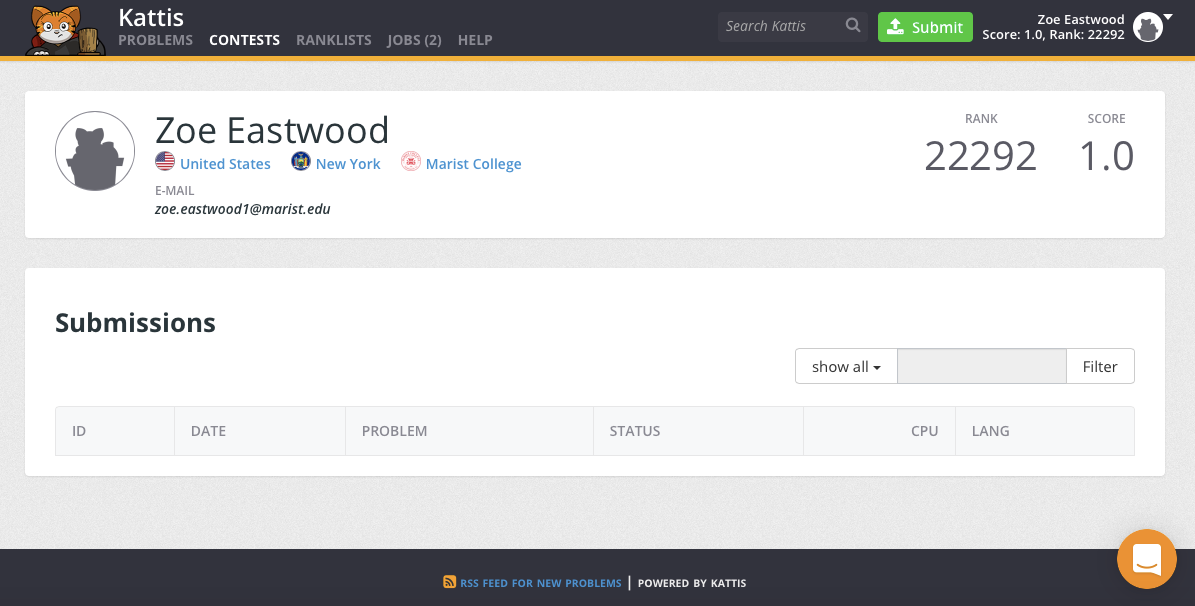 Kattis
PROBLEMS CONTESTS RANKLISTS JOBS (2) HELP
Search Kattis
Submit
Zoe Eastwood
Score: 1.0, Rank: 22292
Zoe Eastwood
United States New York Marist College
E-MAIL
zoe.eastwood1@marist.edu
RANK SCORE
22292 1.0
Submissions
show all Filter
ID DATE PROBLEM STATUS CPU LANG
RSS FEED FOR NEW PROBLEMS | POWERED BY KATTIS